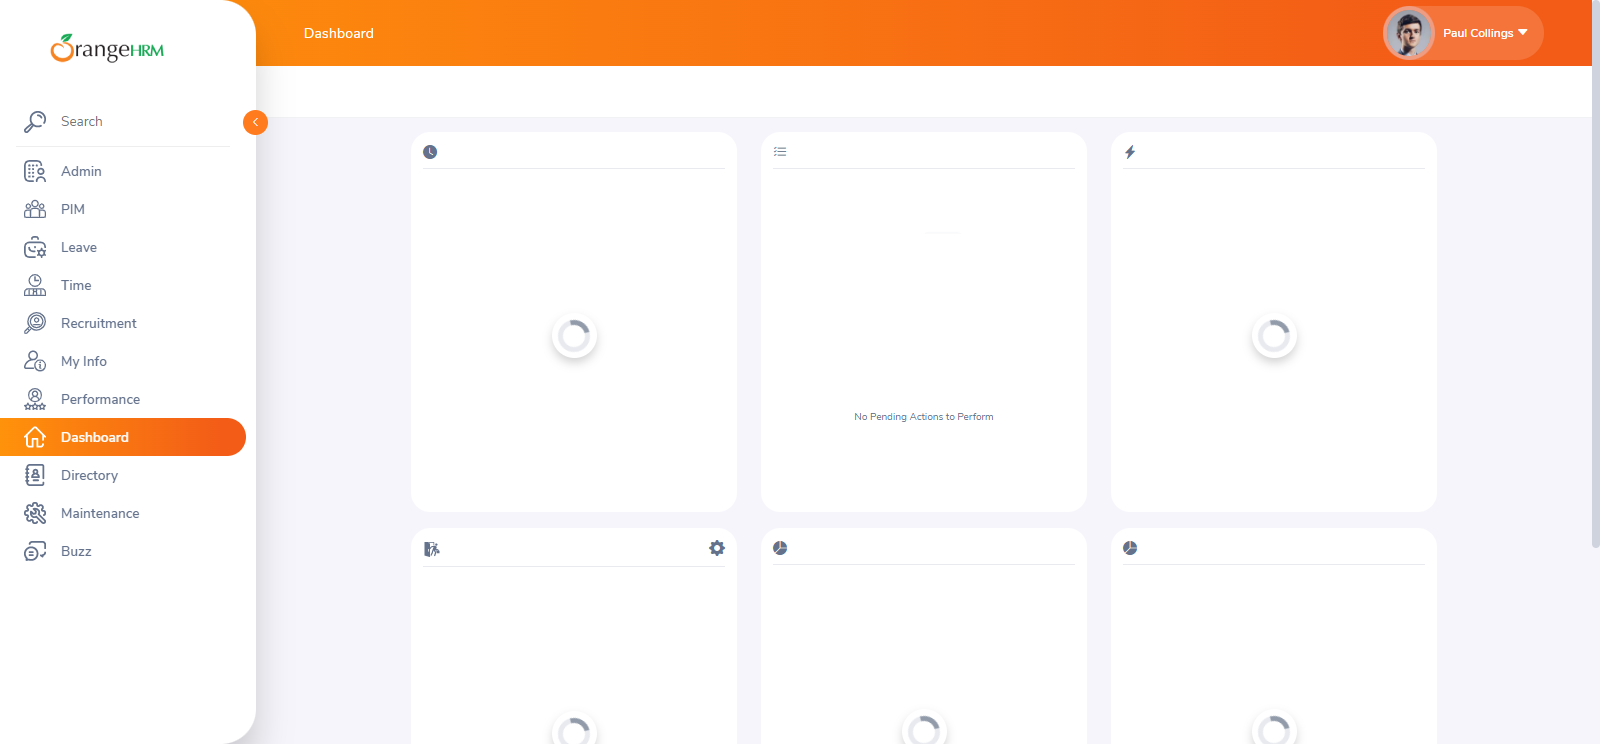 OrangeHRM
Dashboard
Paul Collings
Search
Admin
PIM
Leave
Time
Recruitment
My Info
Performance
Dashboard
Directory
Maintenance
Buzz
No Pending Actions to Perform